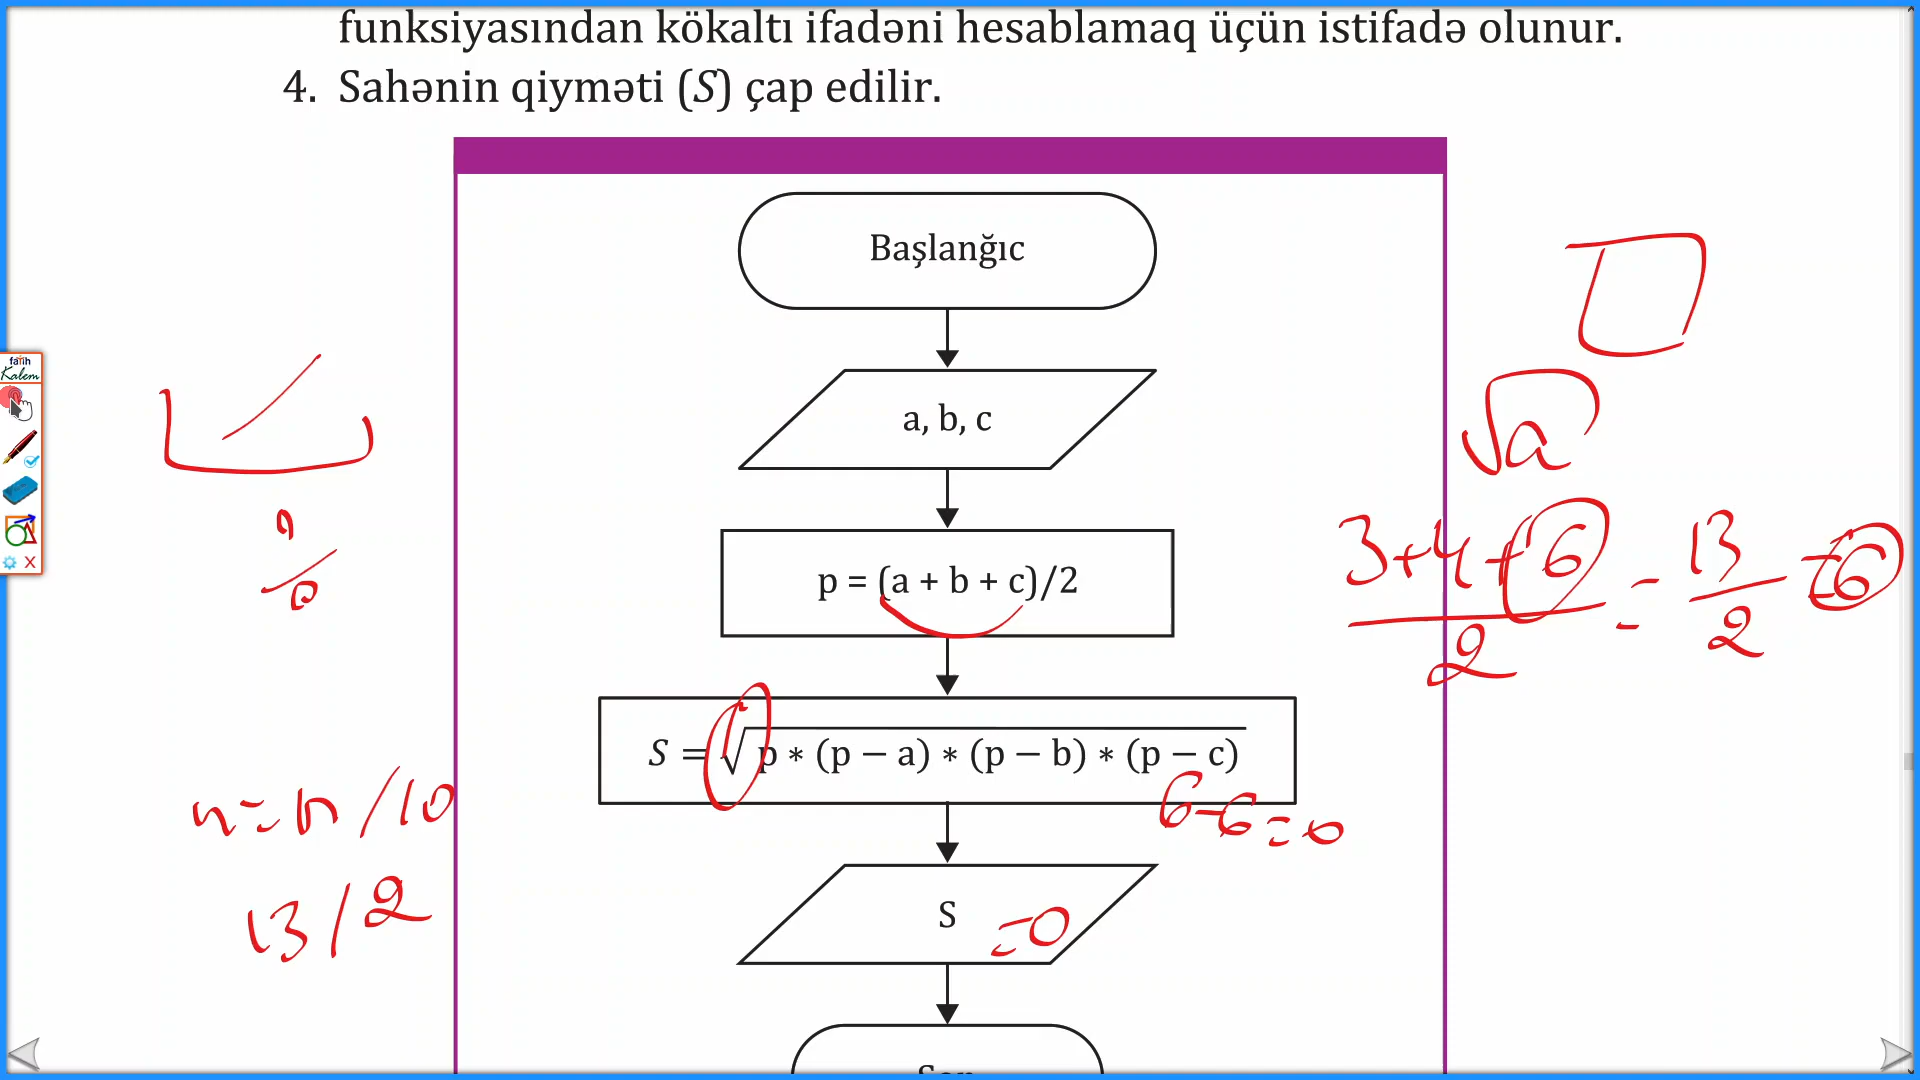 funksiyasından kökaltı ifadəni hesablamaq üçün istifadə olunur.
4. Sahənin qiyməti (S) çap edilir.
Başlanğıc
fatih
Kalem
a, b, c
√a
p = (a + b + c)/2
3+4+6 / 2 = 13 / 2 = 6
S = √p ∗ (p − a) ∗ (p − b) ∗ (p − c)
6-6=0
n=n/10
13/2
S =0